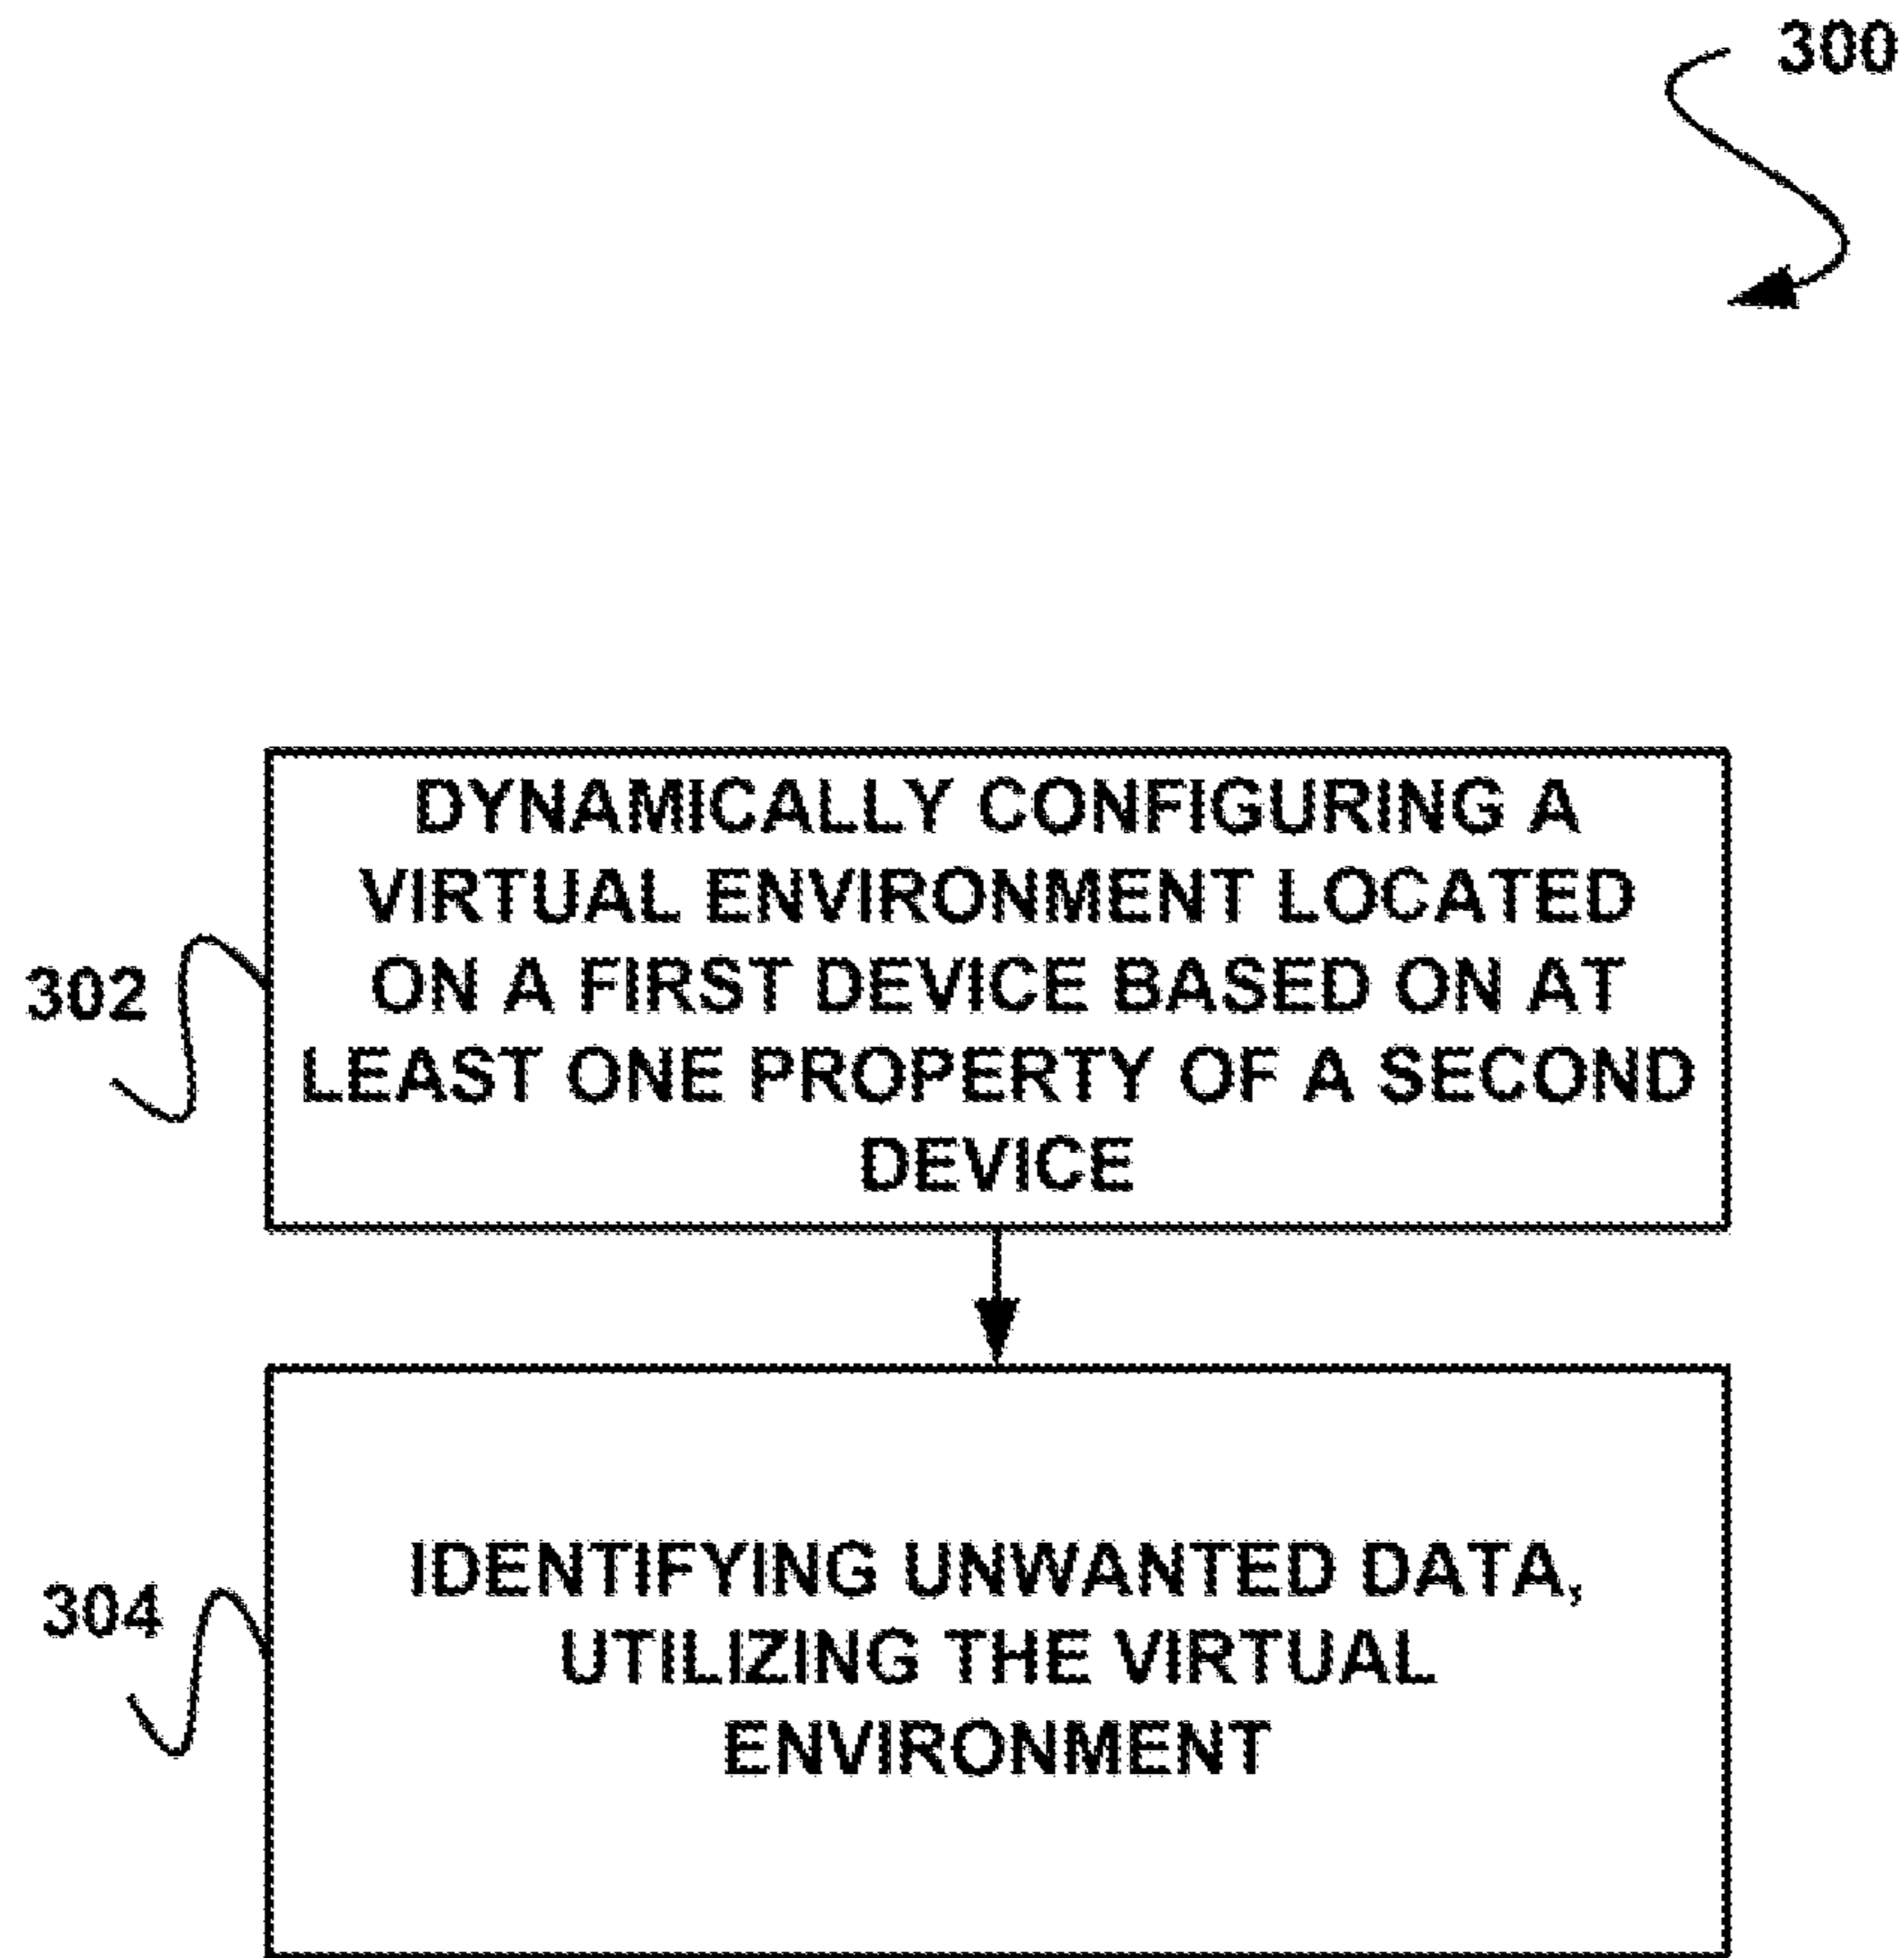 300
DYNAMICALLY CONFIGURING A
VIRTUAL ENVIRONMENT LOCATED
ON A FIRST DEVICE BASED ON AT
LEAST ONE PROPERTY OF A SECOND
DEVICE
302
IDENTIFYING UNWANTED DATA,
UTILIZING THE VIRTUAL
ENVIRONMENT
304